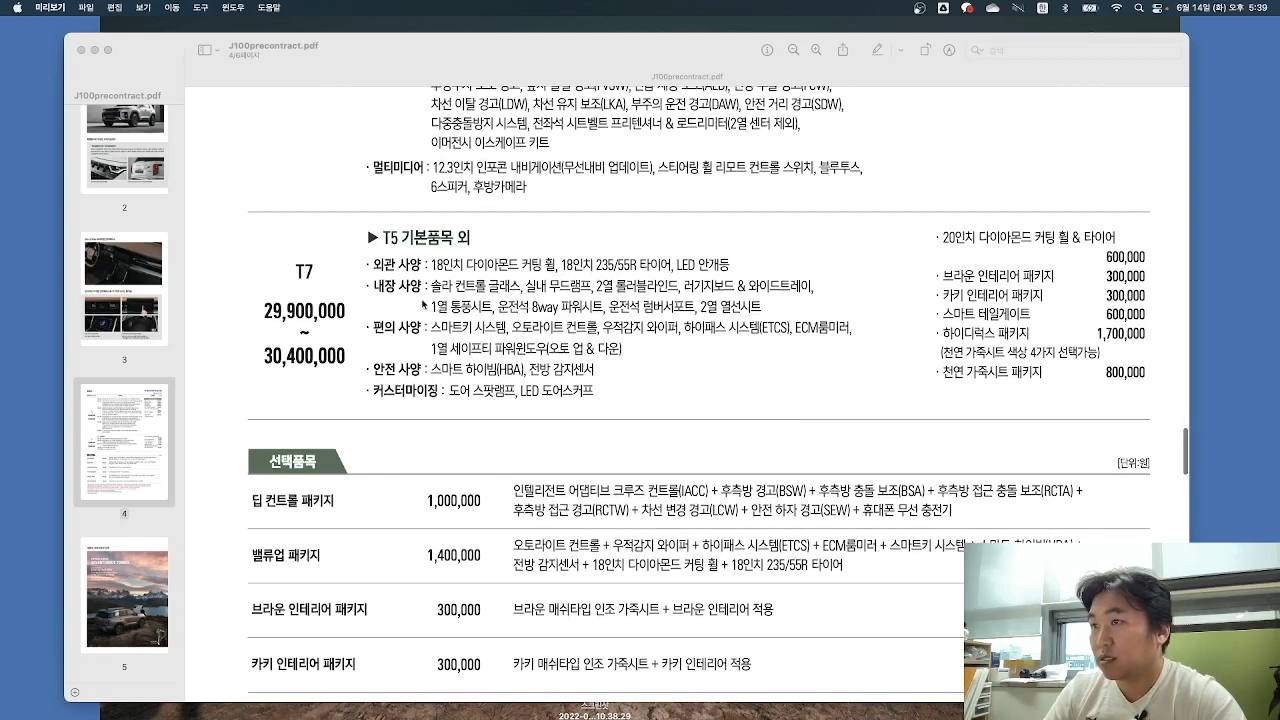 미리보기 파일 편집 보기 이동 도구 윈도우 도움말
J100precontract.pdf
4/6페이지
검색
J100precontract.pdf
J100precontract.pdf
2
3
4
5
차선 이탈 경고(LDW), 차선 유지 보조(LKA), 부주의 운전 경고(DAW), 안전 거리 경고(SDW),
다중충돌방지 시스템, 전좌석 시트벨트 프리텐셔너 & 로드리미터(2열 센터 제외),
이머전시 이스케이프 도어
· 멀티미디어 : 12.3인치 인포콘 내비게이션(무선내비 업데이트), 스티어링 휠 리모트 컨트롤 스위치, 블루투스,
6스피커, 후방카메라
T7
29,900,000
~
30,400,000
▶ T5 기본품목 외
· 외관 사양 : 18인치 다이아몬드 커팅 휠, 18인치 235/55R 타이어, LED 안개등
· 내장 사양 : 솔라 컨트롤 글래스, 2열 롤러블라인드, 러기지보드 & 와이드트레이,
1열 통풍시트, 운전석 8way 파워시트, 운전석 럼버서포트, 2열 열선시트
· 편의 사양 : 스마트키 시스템, 오토라이트 컨트롤, 우적감지 와이퍼, 하이패스 시스템(ETCS)/ECM룸미러,
1열 세이프티 파워윈도우(오토 업 & 다운)
· 안전 사양 : 스마트 하이빔(HBA), 전방 감지센서
· 커스터마이징 : 도어 스팟램프, LED 도어스커프
· 20인치 다이아몬드 커팅 휠 & 타이어
600,000
· 브라운 인테리어 패키지 300,000
· 카키 인테리어 패키지 300,000
· 스마트 테일게이트 600,000
· 하이디럭스 패키지 1,700,000
(천연 가죽시트 색상 4가지 선택가능)
· 천연 가죽시트 패키지 800,000
선택품목
[단위:원]
딥 컨트롤 패키지 1,000,000 인텔리전트 어댑티브 크루즈 컨트롤(IACC) + 후측방 경고(BSW) + 후측방 충돌 보조(BSA) + 후측방 접근 충돌 보조(RCTA) +
후측방 접근 경고(RCTW) + 차선 변경 경고(LCW) + 안전 하차 경고(SEW) + 휴대폰 무선 충전기
밸류업 패키지 1,400,000 오토라이트 컨트롤 + 우적감지 와이퍼 + 하이패스 시스템(ETCS) + ECM룸미러 + 스마트키 시스템
전방 감지센서 + 18인치 다이아몬드 커팅 휠 + 18인치 235/55R 타이어
브라운 인테리어 패키지 300,000 브라운 매쉬타입 인조 가죽시트 + 브라운 인테리어 적용
카키 인테리어 패키지 300,000 카키 매쉬타입 인조 가죽시트 + 카키 인테리어 적용
스크린샷
2022-0...10.38.29